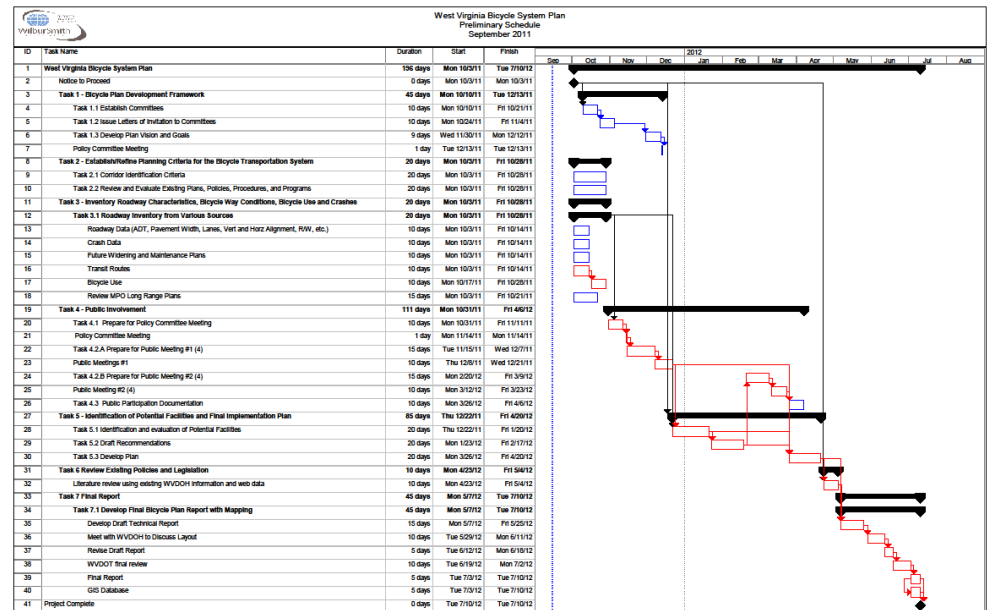 WilburSmith
West Virginia Bicycle System Plan
Preliminary Schedule
September 2011
ID Task Name Duration Start Finish 2012
Sep Oct Nov Dec Jan Feb Mar Apr May Jun Jul Aug
1 West Virginia Bicycle System Plan 196 days Mon 10/3/11 Tue 7/10/12
2 Notice to Proceed 0 days Mon 10/3/11 Mon 10/3/11
3 Task 1 - Bicycle Plan Development Framework 45 days Mon 10/10/11 Tue 12/13/11
4 Task 1.1 Establish Committees 10 days Mon 10/10/11 Fri 10/21/11
5 Task 1.2 Issue Letters of Invitation to Committees 10 days Mon 10/24/11 Fri 11/4/11
6 Task 1.3 Develop Plan Vision and Goals 9 days Wed 11/30/11 Mon 12/12/11
7 Policy Committee Meeting 1 day Tue 12/13/11 Tue 12/13/11
8 Task 2 - Establish/Refine Planning Criteria for the Bicycle Transportation System 20 days Mon 10/3/11 Fri 10/28/11
9 Task 2.1 Corridor Identification Criteria 20 days Mon 10/3/11 Fri 10/28/11
10 Task 2.2 Review and Evaluate Existing Plans, Policies, Procedures, and Programs 20 days Mon 10/3/11 Fri 10/28/11
11 Task 3 - Inventory Roadway Characteristics, Bicycle Way Conditions, Bicycle Use and Crashes 20 days Mon 10/3/11 Fri 10/28/11
12 Task 3.1 Roadway Inventory from Various Sources 20 days Mon 10/3/11 Fri 10/28/11
13 Roadway Data (ADT, Pavement Width, Lanes, Vert and Horz Alignment, R/W, etc.) 10 days Mon 10/3/11 Fri 10/14/11
14 Crash Data 10 days Mon 10/3/11 Fri 10/14/11
15 Future Widening and Maintenance Plans 10 days Mon 10/3/11 Fri 10/14/11
16 Transit Routes 10 days Mon 10/3/11 Fri 10/14/11
17 Bicycle Use 10 days Mon 10/17/11 Fri 10/28/11
18 Review MPO Long Range Plans 15 days Mon 10/3/11 Fri 10/21/11
19 Task 4 - Public Involvement 111 days Mon 10/31/11 Fri 4/6/12
20 Task 4.1 Prepare for Policy Committee Meeting 10 days Mon 10/31/11 Fri 11/11/11
21 Policy Committee Meeting 1 day Mon 11/14/11 Mon 11/14/11
22 Task 4.2.A Prepare for Public Meeting #1 (4) 15 days Tue 11/15/11 Wed 12/7/11
23 Public Meetings #1 10 days Thu 12/8/11 Wed 12/21/11
24 Task 4.2.B Prepare for Public Meeting #2 (4) 15 days Mon 2/20/12 Fri 3/9/12
25 Public Meeting #2 (4) 10 days Mon 3/12/12 Fri 3/23/12
26 Task 4.3 Public Participation Documentation 10 days Mon 3/26/12 Fri 4/6/12
27 Task 5 - Identification of Potential Facilities and Final Implementation Plan 85 days Thu 12/22/11 Fri 4/20/12
28 Task 5.1 Identification and evaluation of Potential Facilities 20 days Thu 12/22/11 Fri 1/20/12
29 Task 5.2 Draft Recommendations 20 days Mon 1/23/12 Fri 2/17/12
30 Task 5.3 Develop Plan 20 days Mon 3/26/12 Fri 4/20/12
31 Task 6 Review Existing Policies and Legislation 10 days Mon 4/23/12 Fri 5/4/12
32 Literature review using existing WVDOH information and web data 10 days Mon 4/23/12 Fri 5/4/12
33 Task 7 Final Report 45 days Mon 5/7/12 Tue 7/10/12
34 Task 7.1 Develop Final Bicycle Plan Report with Mapping 45 days Mon 5/7/12 Tue 7/10/12
35 Develop Draft Technical Report 15 days Mon 5/7/12 Fri 5/25/12
36 Meet with WVDOH to Discuss Layout 10 days Tue 5/29/12 Mon 6/11/12
37 Revise Draft Report 5 days Tue 6/12/12 Mon 6/18/12
38 WVDOT final review 10 days Tue 6/19/12 Mon 7/2/12
39 Final Report 5 days Tue 7/3/12 Tue 7/10/12
40 GIS Database 5 days Tue 7/3/12 Tue 7/10/12
41 Project Complete 0 days Tue 7/10/12 Tue 7/10/12